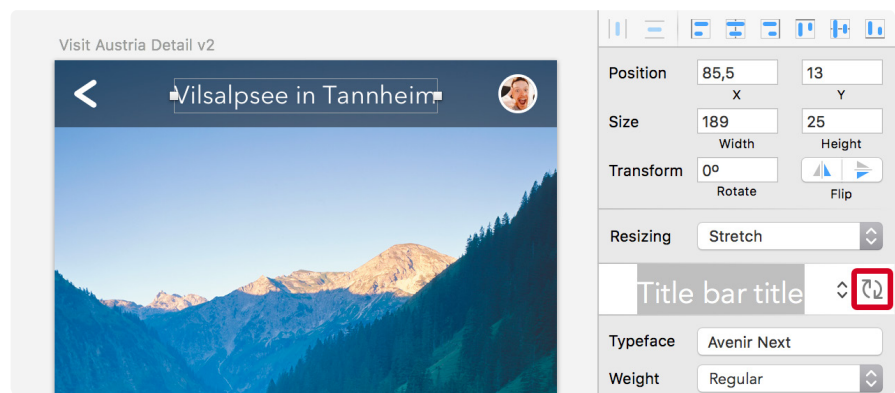 Visit Austria Detail v2
Vilsalpsee in Tannheim
Position 85,5 13
X Y
Size 189 25
Width Height
Transform 0º
Rotate Flip
Resizing Stretch
Title bar title
Typeface Avenir Next
Weight Regular